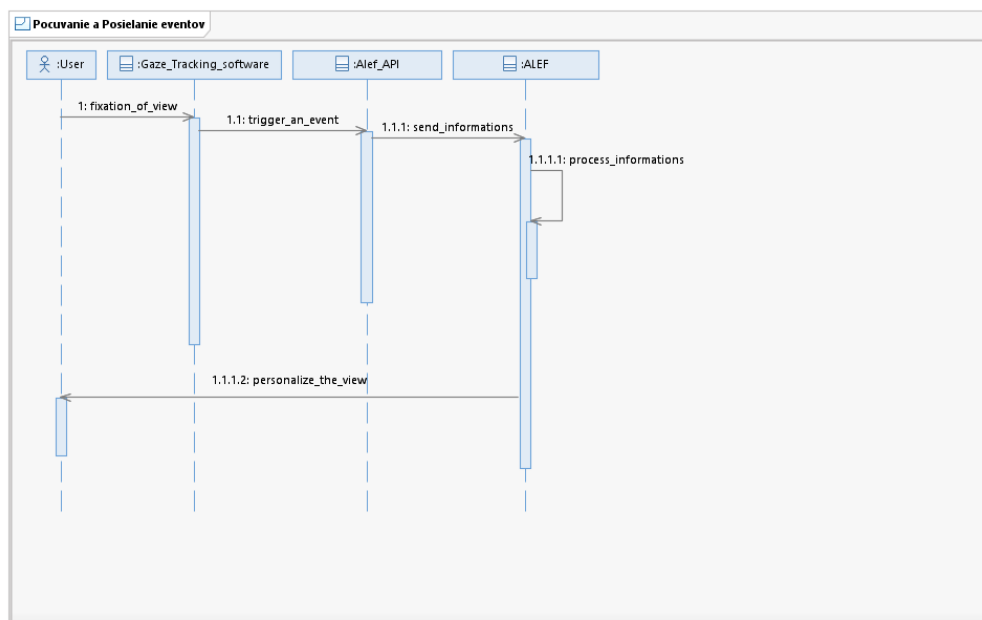 Pocuvanie a Posielanie eventov
:User
:Gaze_Tracking_software
:Alef_API
:ALEF
1: fixation_of_view
1.1: trigger_an_event
1.1.1: send_informations
1.1.1.1: process_informations
1.1.1.2: personalize_the_view